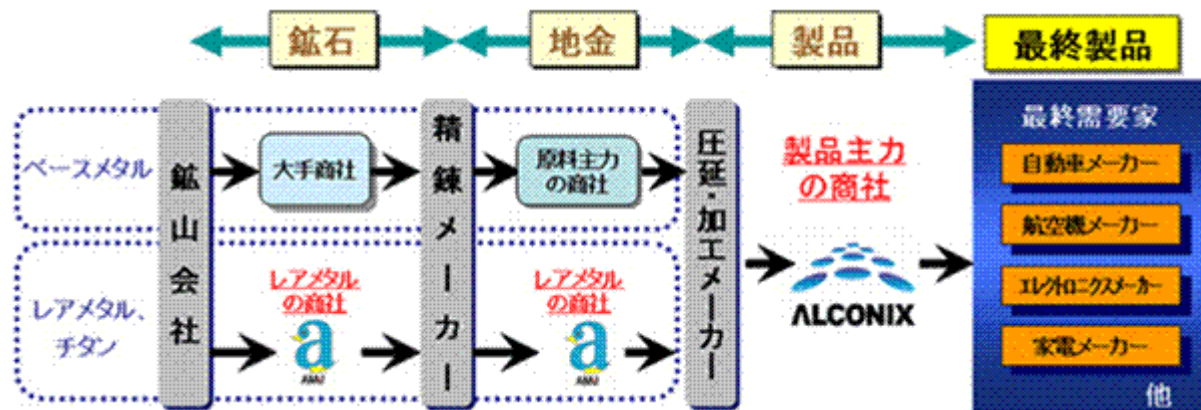 鉱石
地金
製品
最終製品
ベースメタル
鉱山会社
大手商社
精錬メーカー
原料主力
の商社
圧延・加工メーカー
製品主力
の商社
ALCONIX
最終需要家
自動車メーカー
航空機メーカー
エレクトロニクスメーカー
家電メーカー
他
レアメタル、
チタン
レアメタル
の商社
a
レアメタル
の商社
a